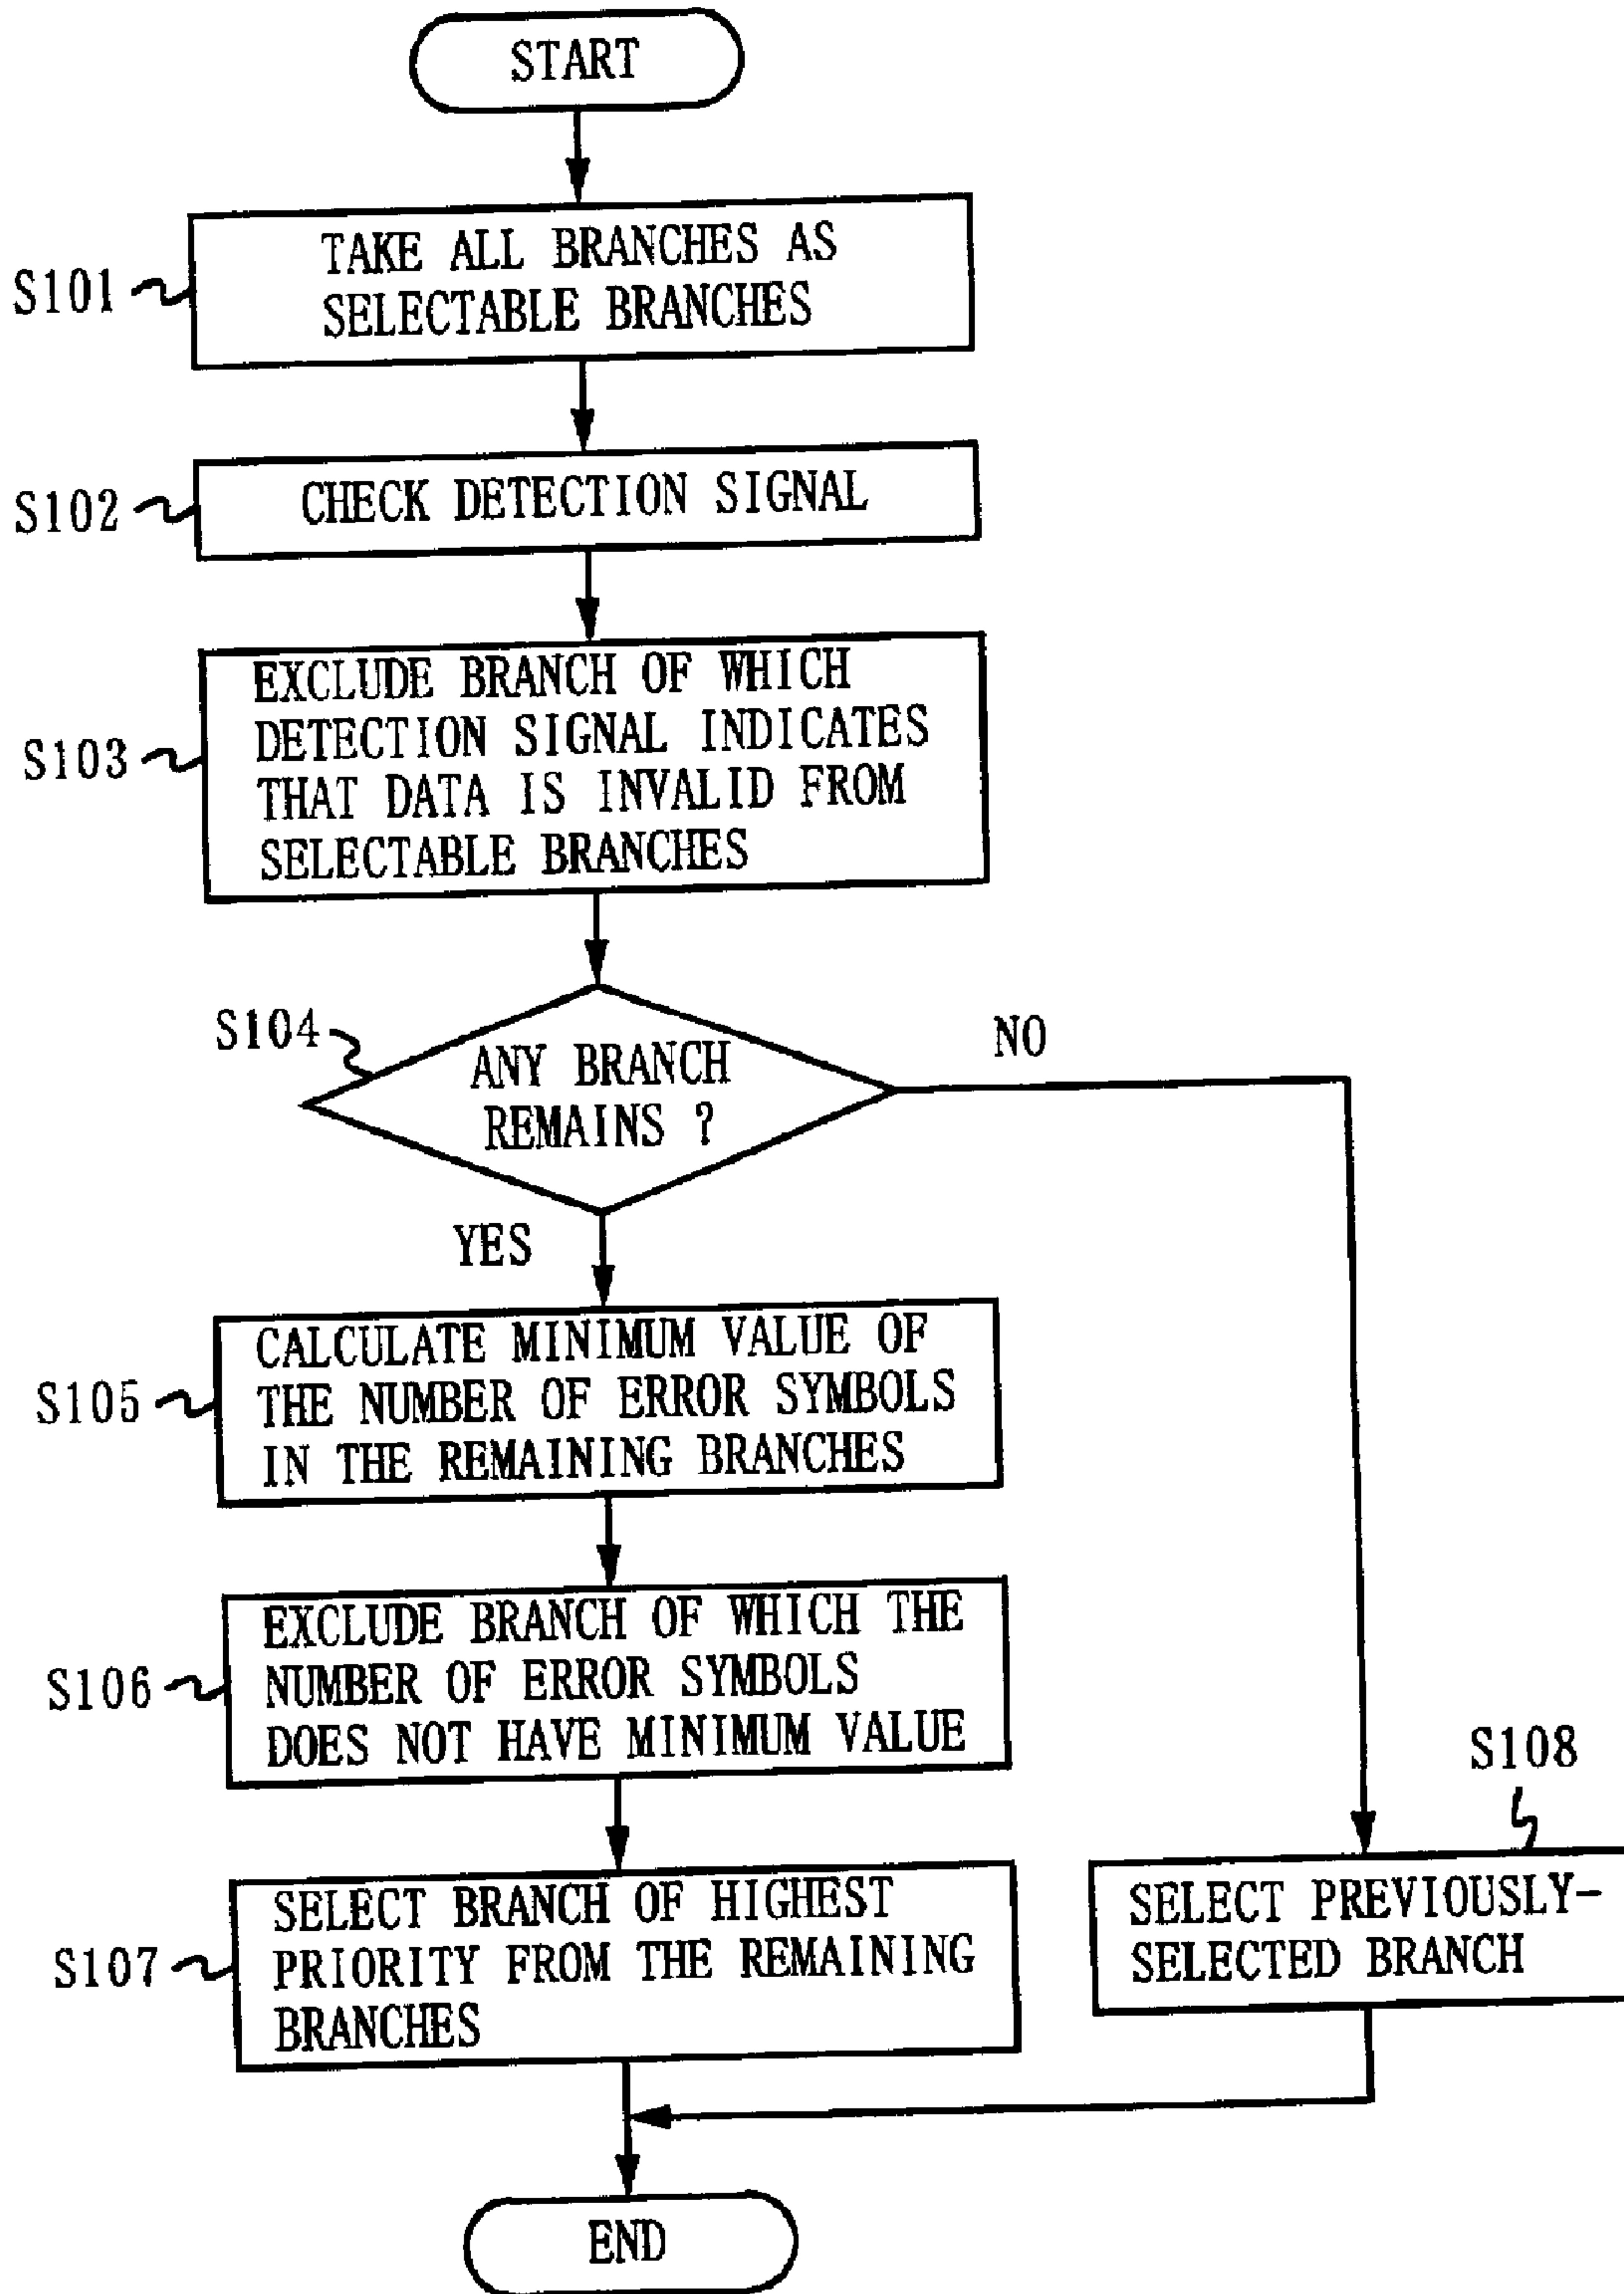 START
S101
TAKE ALL BRANCHES AS
SELECTABLE BRANCHES
S102
CHECK DETECTION SIGNAL
S103
EXCLUDE BRANCH OF WHICH
DETECTION SIGNAL INDICATES
THAT DATA IS INVALID FROM
SELECTABLE BRANCHES
S104
ANY BRANCH
REMAINS ?
NO
YES
S105
CALCULATE MINIMUM VALUE OF
THE NUMBER OF ERROR SYMBOLS
IN THE REMAINING BRANCHES
S106
EXCLUDE BRANCH OF WHICH THE
NUMBER OF ERROR SYMBOLS
DOES NOT HAVE MINIMUM VALUE
S107
SELECT BRANCH OF HIGHEST
PRIORITY FROM THE REMAINING
BRANCHES
S108
SELECT PREVIOUSLY-
SELECTED BRANCH
END